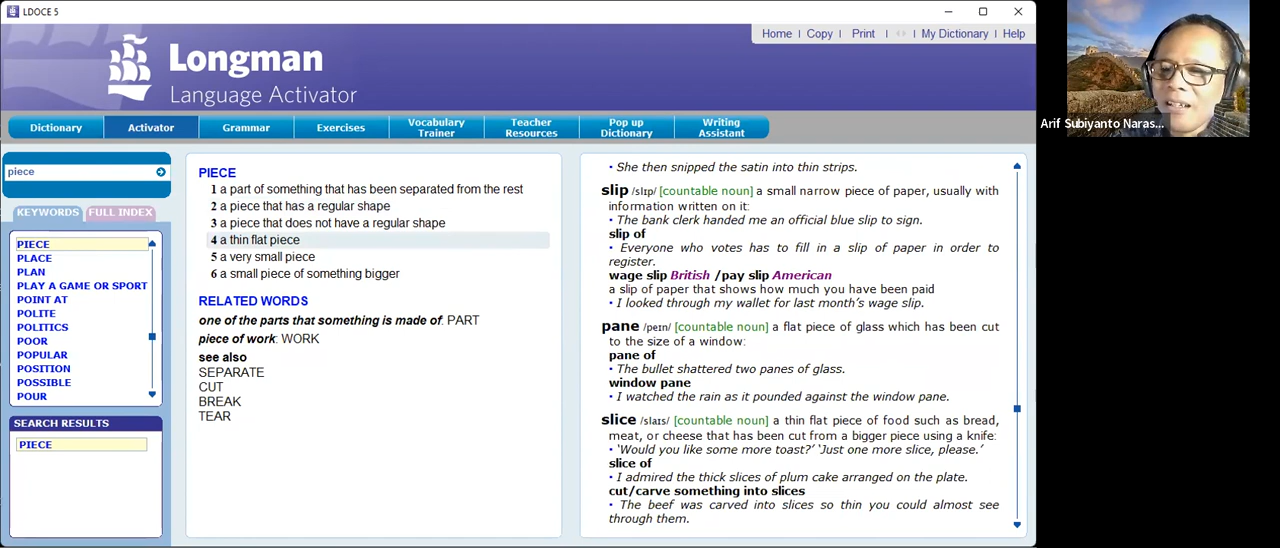 LDOCE 5
Home | Copy | Print | <> | My Dictionary | Help
Longman
Language Activator
Dictionary
Activator
Grammar
Exercises
Vocabulary
Trainer
Teacher
Resources
Pop up
Dictionary
Writing
Assistant
piece
KEYWORDS
FULL INDEX
PIECE
PLACE
PLAN
PLAY A GAME OR SPORT
POINT AT
POLITE
POLITICS
POOR
POPULAR
POSITION
POSSIBLE
POUR
SEARCH RESULTS
PIECE
PIECE
1 a part of something that has been separated from the rest
2 a piece that has a regular shape
3 a piece that does not have a regular shape
4 a thin flat piece
5 a very small piece
6 a small piece of something bigger
RELATED WORDS
one of the parts that something is made of: PART
piece of work: WORK
see also
SEPARATE
CUT
BREAK
TEAR
• She then snipped the satin into thin strips.
slip /slɪp/ [countable noun] a small narrow piece of paper, usually with
information written on it:
• The bank clerk handed me an official blue slip to sign.
slip of
• Everyone who votes has to fill in a slip of paper in order to
register.
wage slip British /pay slip American
a slip of paper that shows how much you have been paid
• I looked through my wallet for last month's wage slip.
pane /peɪn/ [countable noun] a flat piece of glass which has been cut
to the size of a window:
pane of
• The bullet shattered two panes of glass.
window pane
• I watched the rain as it pounded against the window pane.
slice /slaɪs/ [countable noun] a thin flat piece of food such as bread,
meat, or cheese that has been cut from a bigger piece using a knife:
• 'Would you like some more toast?' 'Just one more slice, please.'
slice of
• I admired the thick slices of plum cake arranged on the plate.
cut/carve something into slices
• The beef was carved into slices so thin you could almost see
through them.
Arif Subiyanto Naras...